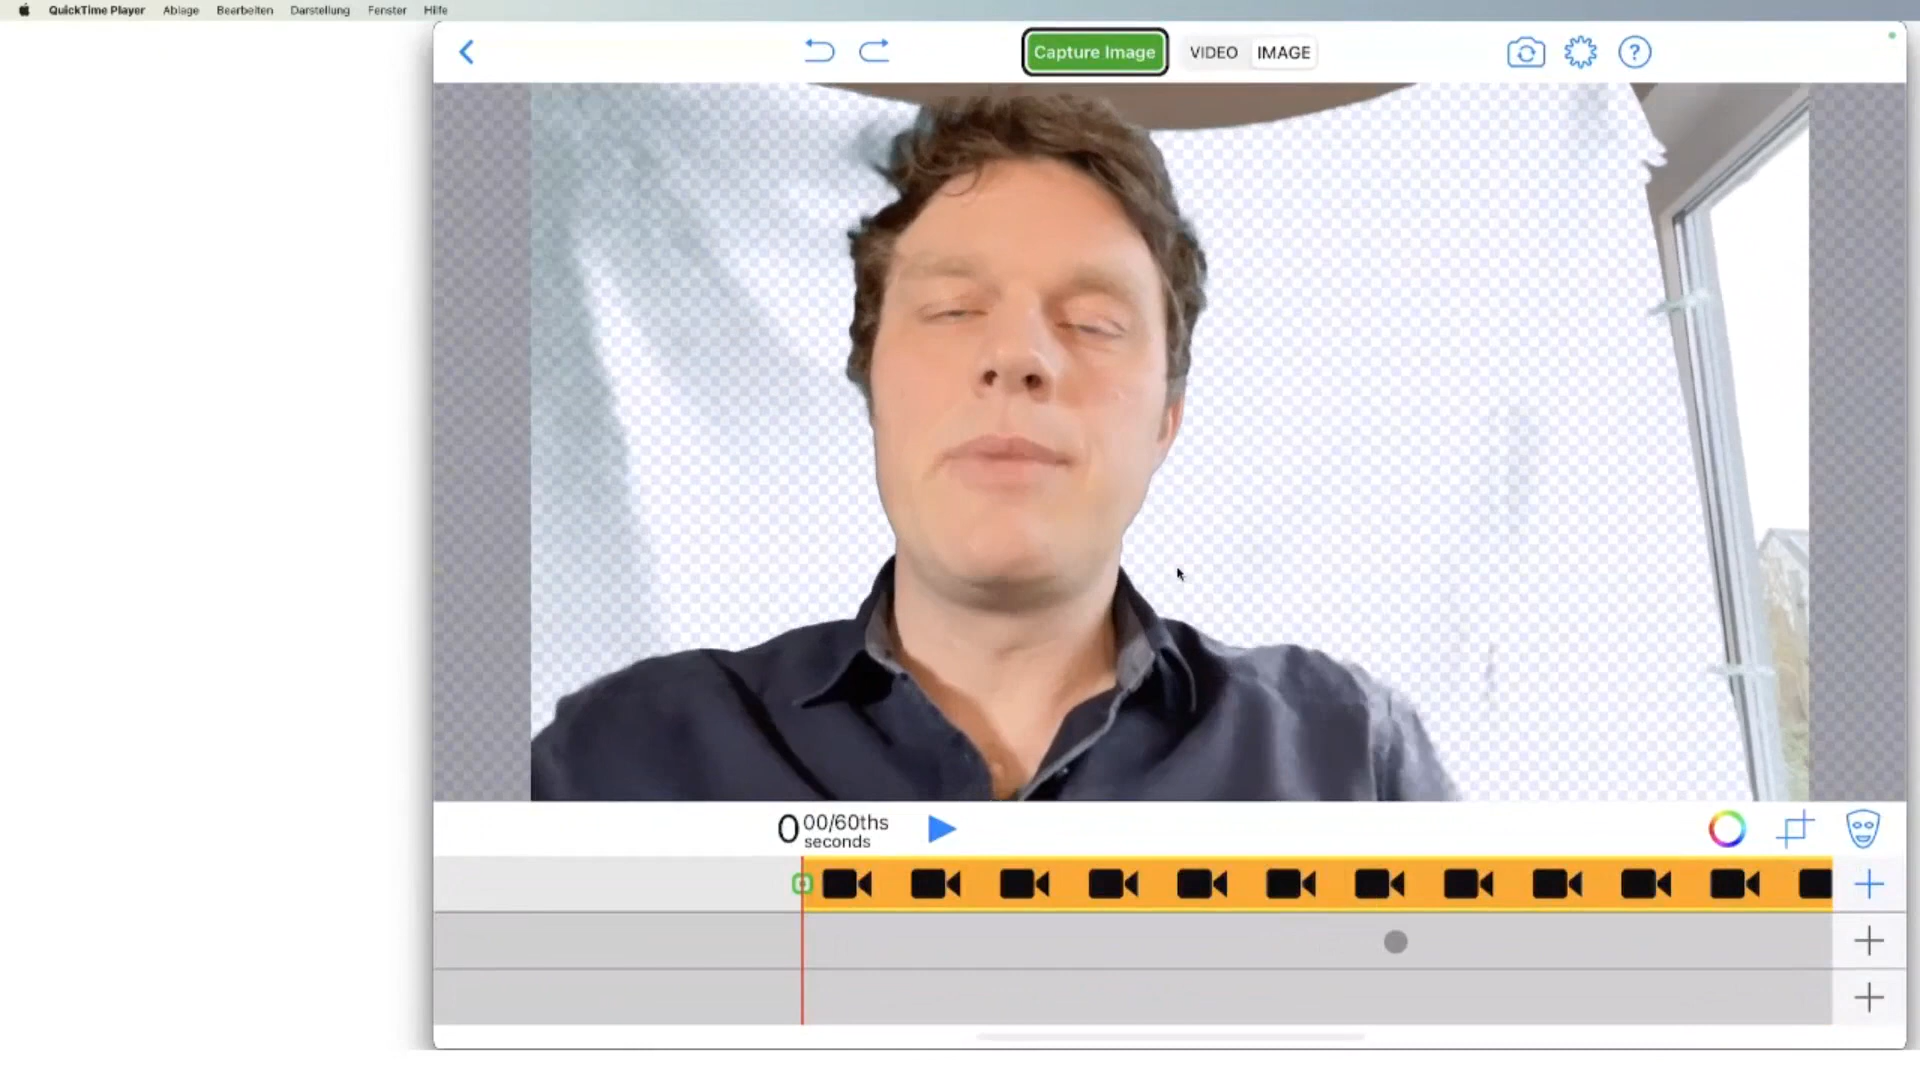 QuickTime Player Ablage Bearbeiten Darstellung Fenster Hilfe
Capture Image VIDEO IMAGE
?
0 00/60ths
seconds